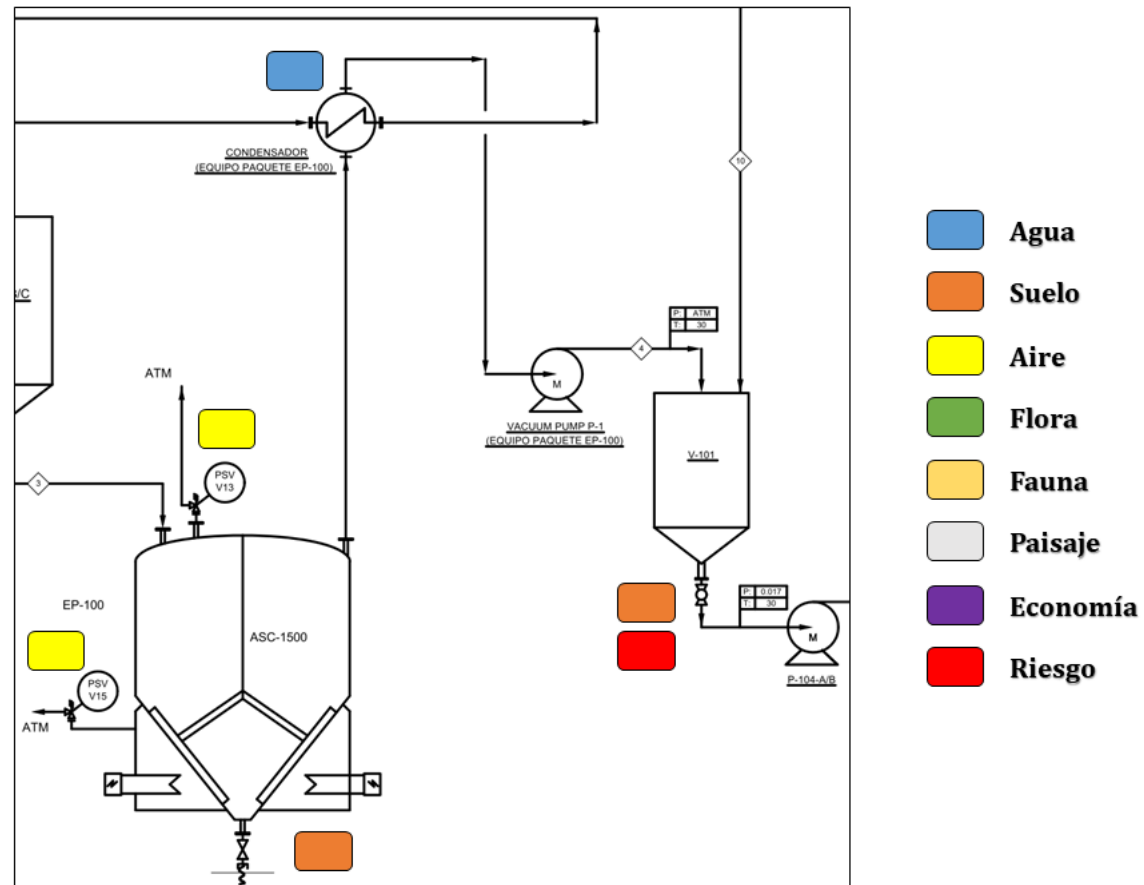 CONDENSADOR
(EQUIPO PAQUETE EP-100)
10
B/C
P: ATM
T: 30
4
M
VACUUM PUMP P-1
(EQUIPO PAQUETE EP-100)
V-101
ATM
PSV
V13
3
EP-100
ASC-1500
PSV
V15
ATM
P: 0.017
T: 30
M
P-104-A/B
Agua
Suelo
Aire
Flora
Fauna
Paisaje
Economía
Riesgo